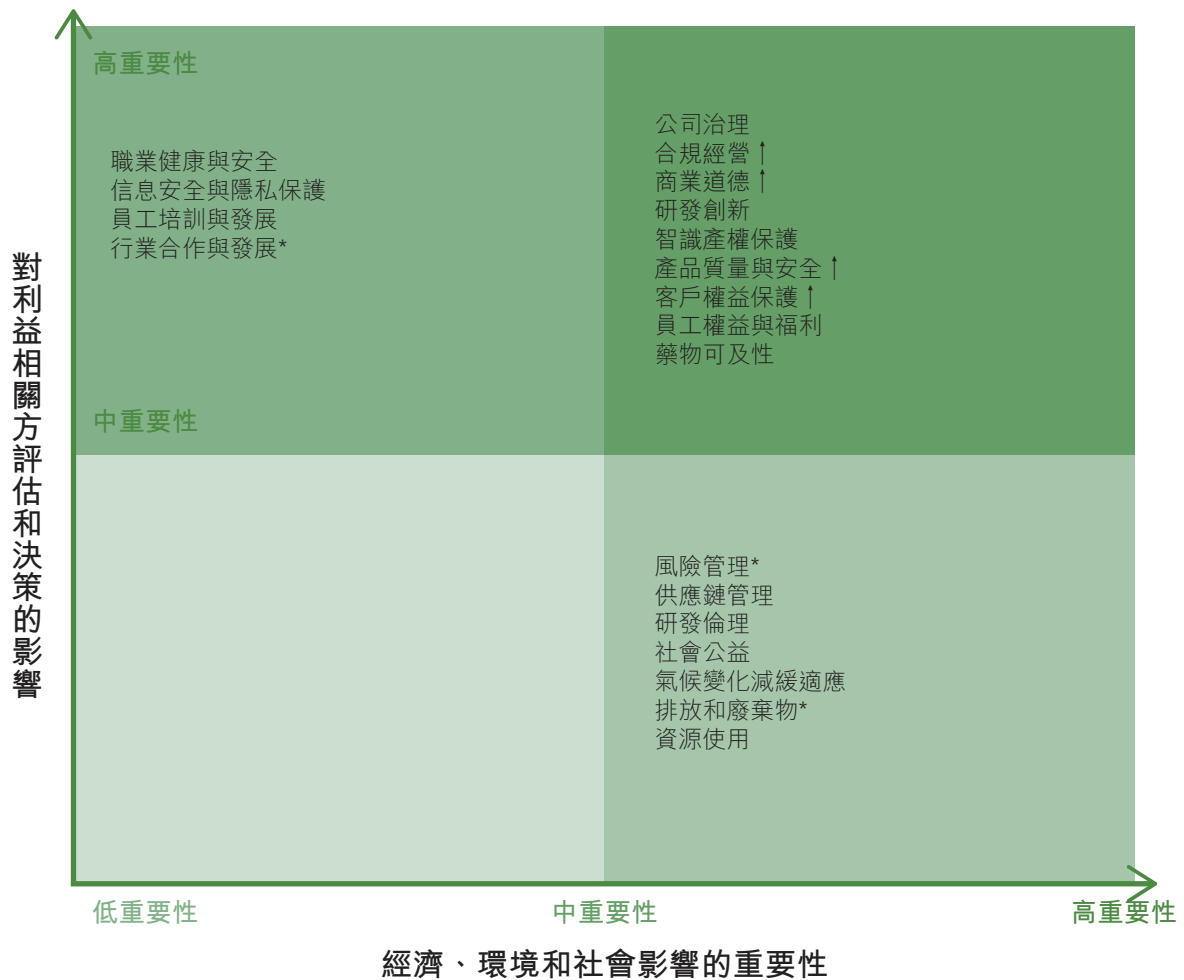 高重要性
職業健康與安全
信息安全與隱私保護
員工培訓與發展
行業合作與發展*
公司治理
合規經營↑
商業道德↑
研發創新
智識產權保護
產品質量與安全↑
客戶權益保護↑
員工權益與福利
藥物可及性
對利益相關方評估和決策的影響
中重要性
風險管理*
供應鏈管理
研發倫理
社會公益
氣候變化減緩適應
排放和廢棄物*
資源使用
低重要性
中重要性
高重要性
經濟、環境和社會影響的重要性